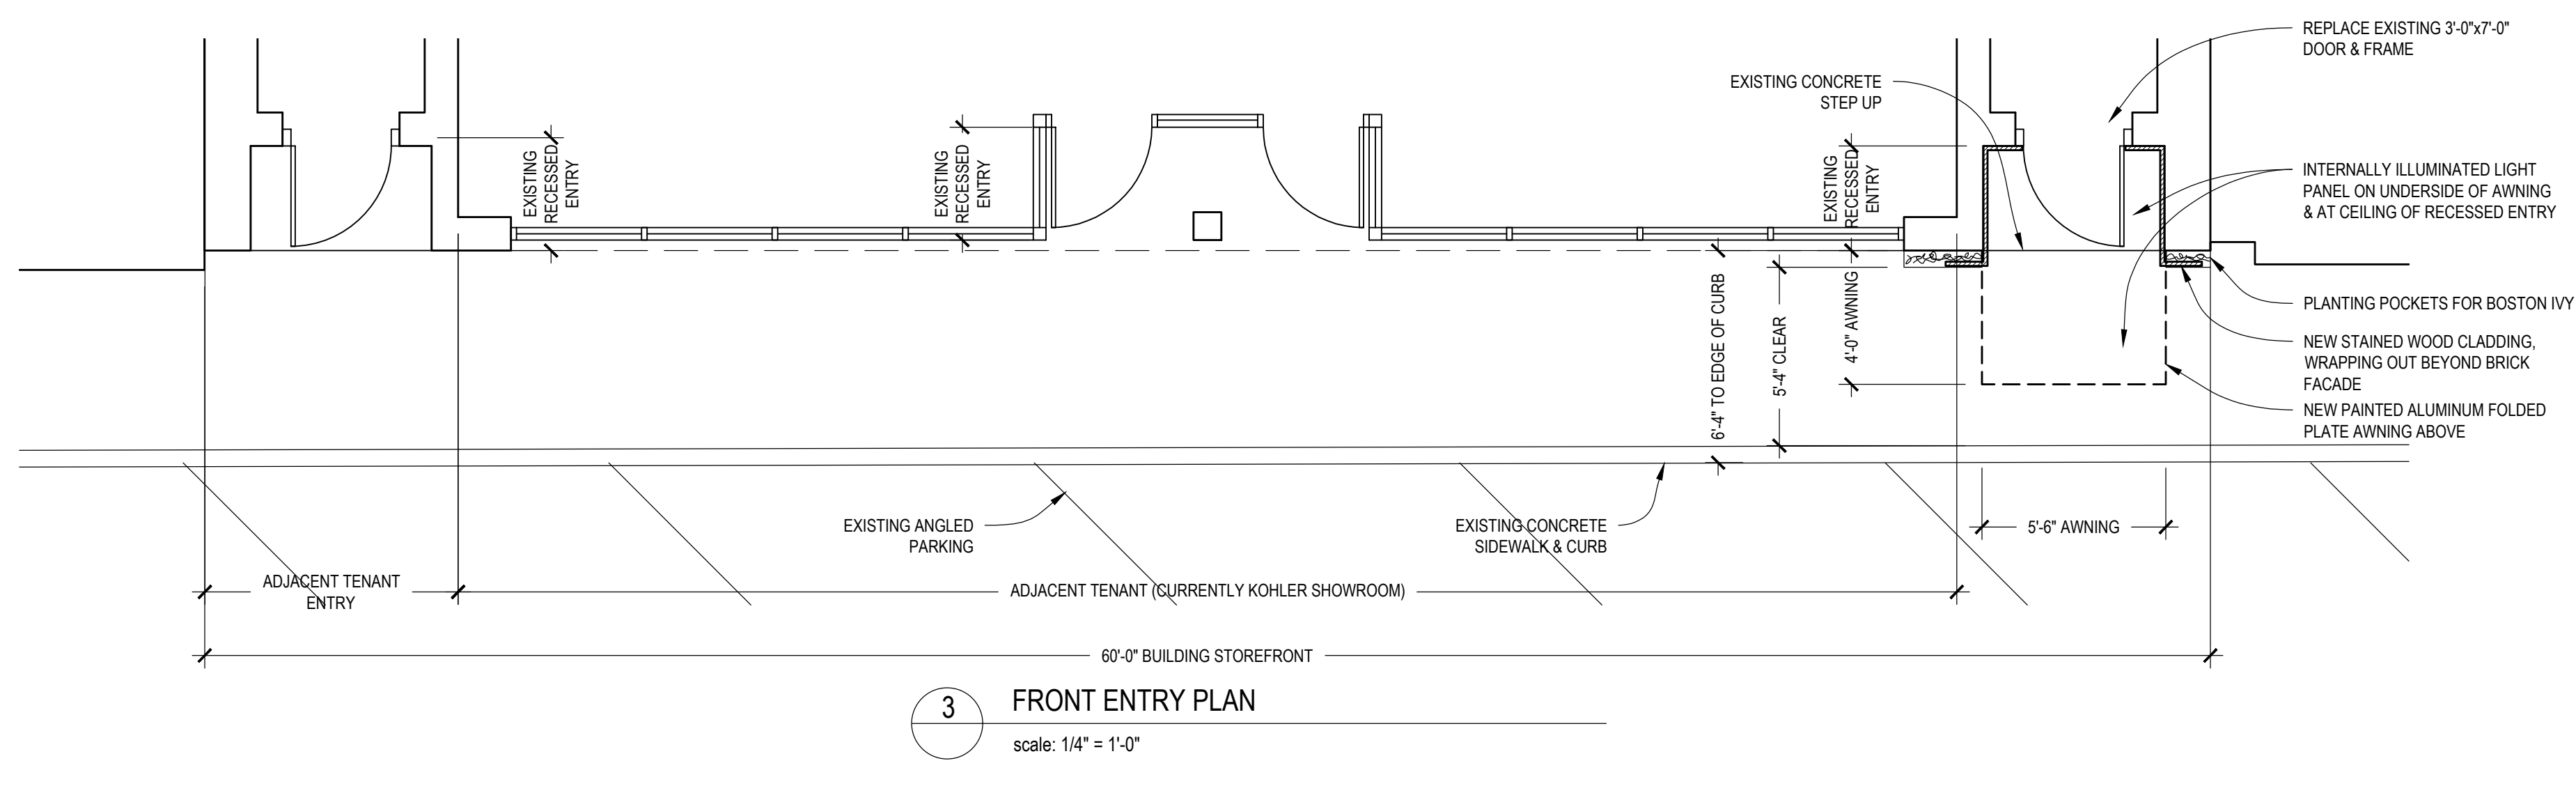 REPLACE EXISTING 3'-0"x7'-0"
DOOR & FRAME
EXISTING CONCRETE
STEP UP
EXISTING
RECESSED
ENTRY
EXISTING
RECESSED
ENTRY
EXISTING
RECESSED
ENTRY
INTERNALLY ILLUMINATED LIGHT
PANEL ON UNDERSIDE OF AWNING
& AT CEILING OF RECESSED ENTRY
6'-4" TO EDGE OF CURB
5'-4" CLEAR
4'-0" AWNING
PLANTING POCKETS FOR BOSTON IVY
NEW STAINED WOOD CLADDING,
WRAPPING OUT BEYOND BRICK
FACADE
NEW PAINTED ALUMINUM FOLDED
PLATE AWNING ABOVE
EXISTING ANGLED
PARKING
EXISTING CONCRETE
SIDEWALK & CURB
5'-6" AWNING
ADJACENT TENANT
ENTRY
ADJACENT TENANT (CURRENTLY KOHLER SHOWROOM)
60'-0" BUILDING STOREFRONT
3
FRONT ENTRY PLAN
scale: 1/4" = 1'-0"